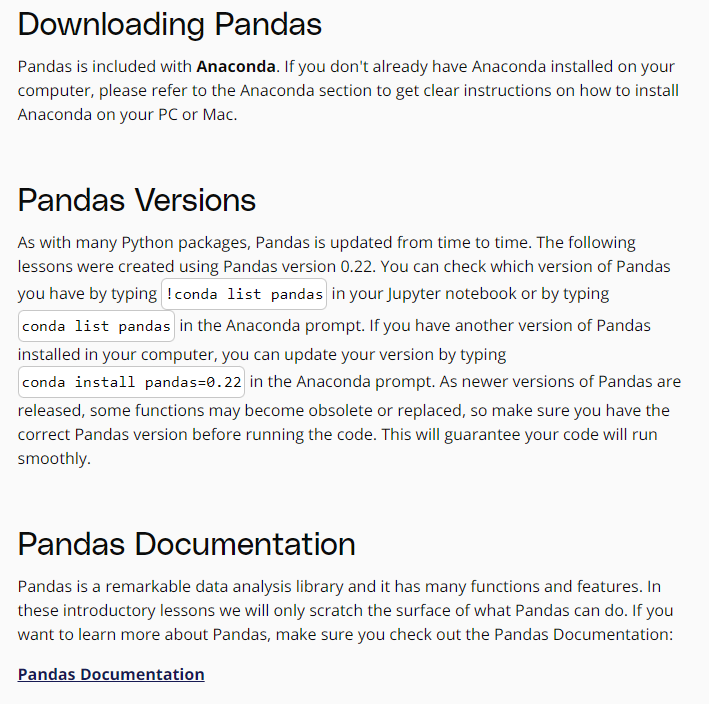 Downloading Pandas
Pandas is included with Anaconda. If you don't already have Anaconda installed on your
computer, please refer to the Anaconda section to get clear instructions on how to install
Anaconda on your PC or Mac.
Pandas Versions
As with many Python packages, Pandas is updated from time to time. The following
lessons were created using Pandas version 0.22. You can check which version of Pandas
you have by typing !conda list pandas in your Jupyter notebook or by typing
conda list pandas in the Anaconda prompt. If you have another version of Pandas
installed in your computer, you can update your version by typing
conda install pandas=0.22 in the Anaconda prompt. As newer versions of Pandas are
released, some functions may become obsolete or replaced, so make sure you have the
correct Pandas version before running the code. This will guarantee your code will run
smoothly.
Pandas Documentation
Pandas is a remarkable data analysis library and it has many functions and features. In
these introductory lessons we will only scratch the surface of what Pandas can do. If you
want to learn more about Pandas, make sure you check out the Pandas Documentation:
Pandas Documentation